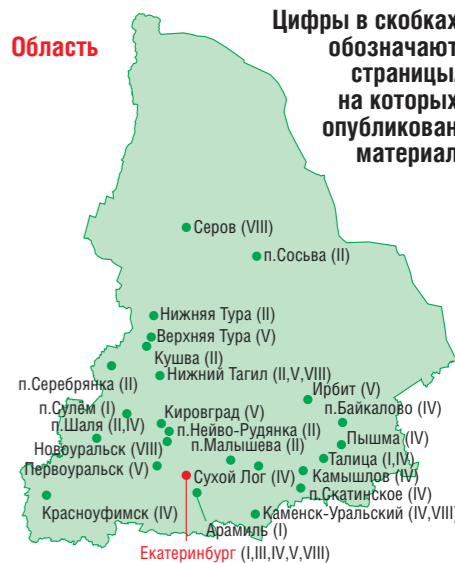 Область
Цифры в скобках
обозначают
страницы,
на которых
опубликован
материал
Серов (VIII)
п.Сосьва (II)
Нижняя Тура (II)
Верхняя Тура (V)
Кушва (II)
п.Серебрянка (II)
Нижний Тагил (II,V,VIII)
Ирбит (V)
п.Сулём (I)
Кировград (V)
п.Байкалово (IV)
п.Шаля (II,IV)
п.Нейво-Рудянка (II)
Новоуральск (VIII)
п.Малышева (II)
Пышма (IV)
Первоуральск (V)
Сухой Лог (IV)
Талица (I,IV)
Камышлов (IV)
п.Скатинское (IV)
Красноуфимск (IV)
Каменск-Уральский (IV,VIII)
Арамиль (I)
Екатеринбург (I,III,IV,V,VIII)